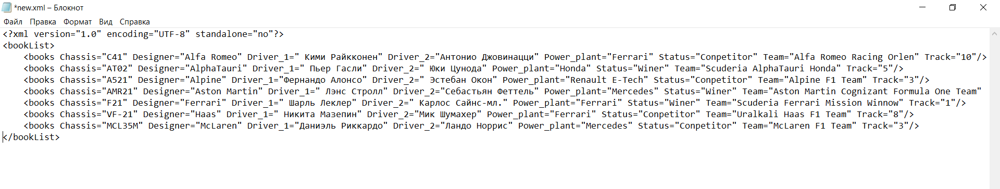 *new.xml – Блокнот
Файл Правка Формат Вид Справка
<?xml version="1.0" encoding="UTF-8" standalone="no"?>
<bookList>
    <books Chassis="C41" Designer="Alfa Romeo" Driver_1=" Кими Райкконен" Driver_2="Антонио Джовинацци" Power_plant="Ferrari" Status="Conpetitor" Team="Alfa Romeo Racing Orlen" Track="10"/>
    <books Chassis="AT02" Designer="AlphaTauri" Driver_1=" Пьер Гасли" Driver_2=" Юки Цунода" Power_plant="Honda" Status="Winer" Team="Scuderia AlphaTauri Honda" Track="5"/>
    <books Chassis="A521" Designer="Alpine" Driver_1="Фернандо Алонсо" Driver_2=" Эстебан Окон" Power_plant="Renault E-Tech" Status="Conpetitor" Team="Alpine F1 Team" Track="3"/>
    <books Chassis="AMR21" Designer="Aston Martin" Driver_1=" Лэнс Стролл" Driver_2="Себастьян Феттель" Power_plant="Mercedes" Status="Winer" Team="Aston Martin Cognizant Formula One Team"
    <books Chassis="F21" Designer="Ferrari" Driver_1=" Шарль Леклер" Driver_2=" Карлос Сайнс-мл." Power_plant="Ferrari" Status="Winer" Team="Scuderia Ferrari Mission Winnow" Track="1"/>
    <books Chassis="VF-21" Designer="Haas" Driver_1=" Никита Мазепин" Driver_2="Мик Шумахер" Power_plant="Ferrari" Status="Conpetitor" Team="Uralkali Haas F1 Team" Track="8"/>
    <books Chassis="MCL35M" Designer="McLaren" Driver_1="Даниэль Риккардо" Driver_2="Ландо Норрис" Power_plant="Mercedes" Status="Conpetitor" Team="McLaren F1 Team" Track="3"/>
</bookList>